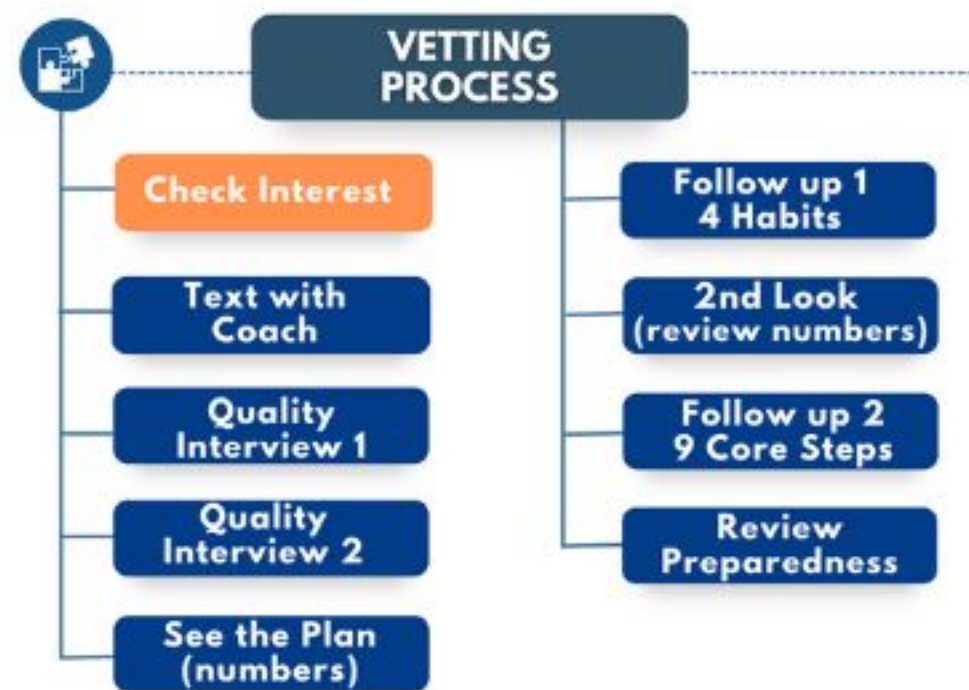 VETTING
PROCESS
Check Interest
Text with
Coach
Quality
Interview 1
Quality
Interview 2
See the Plan
(numbers)
Follow up 1
4 Habits
2nd Look
(review numbers)
Follow up 2
9 Core Steps
Review
Preparedness